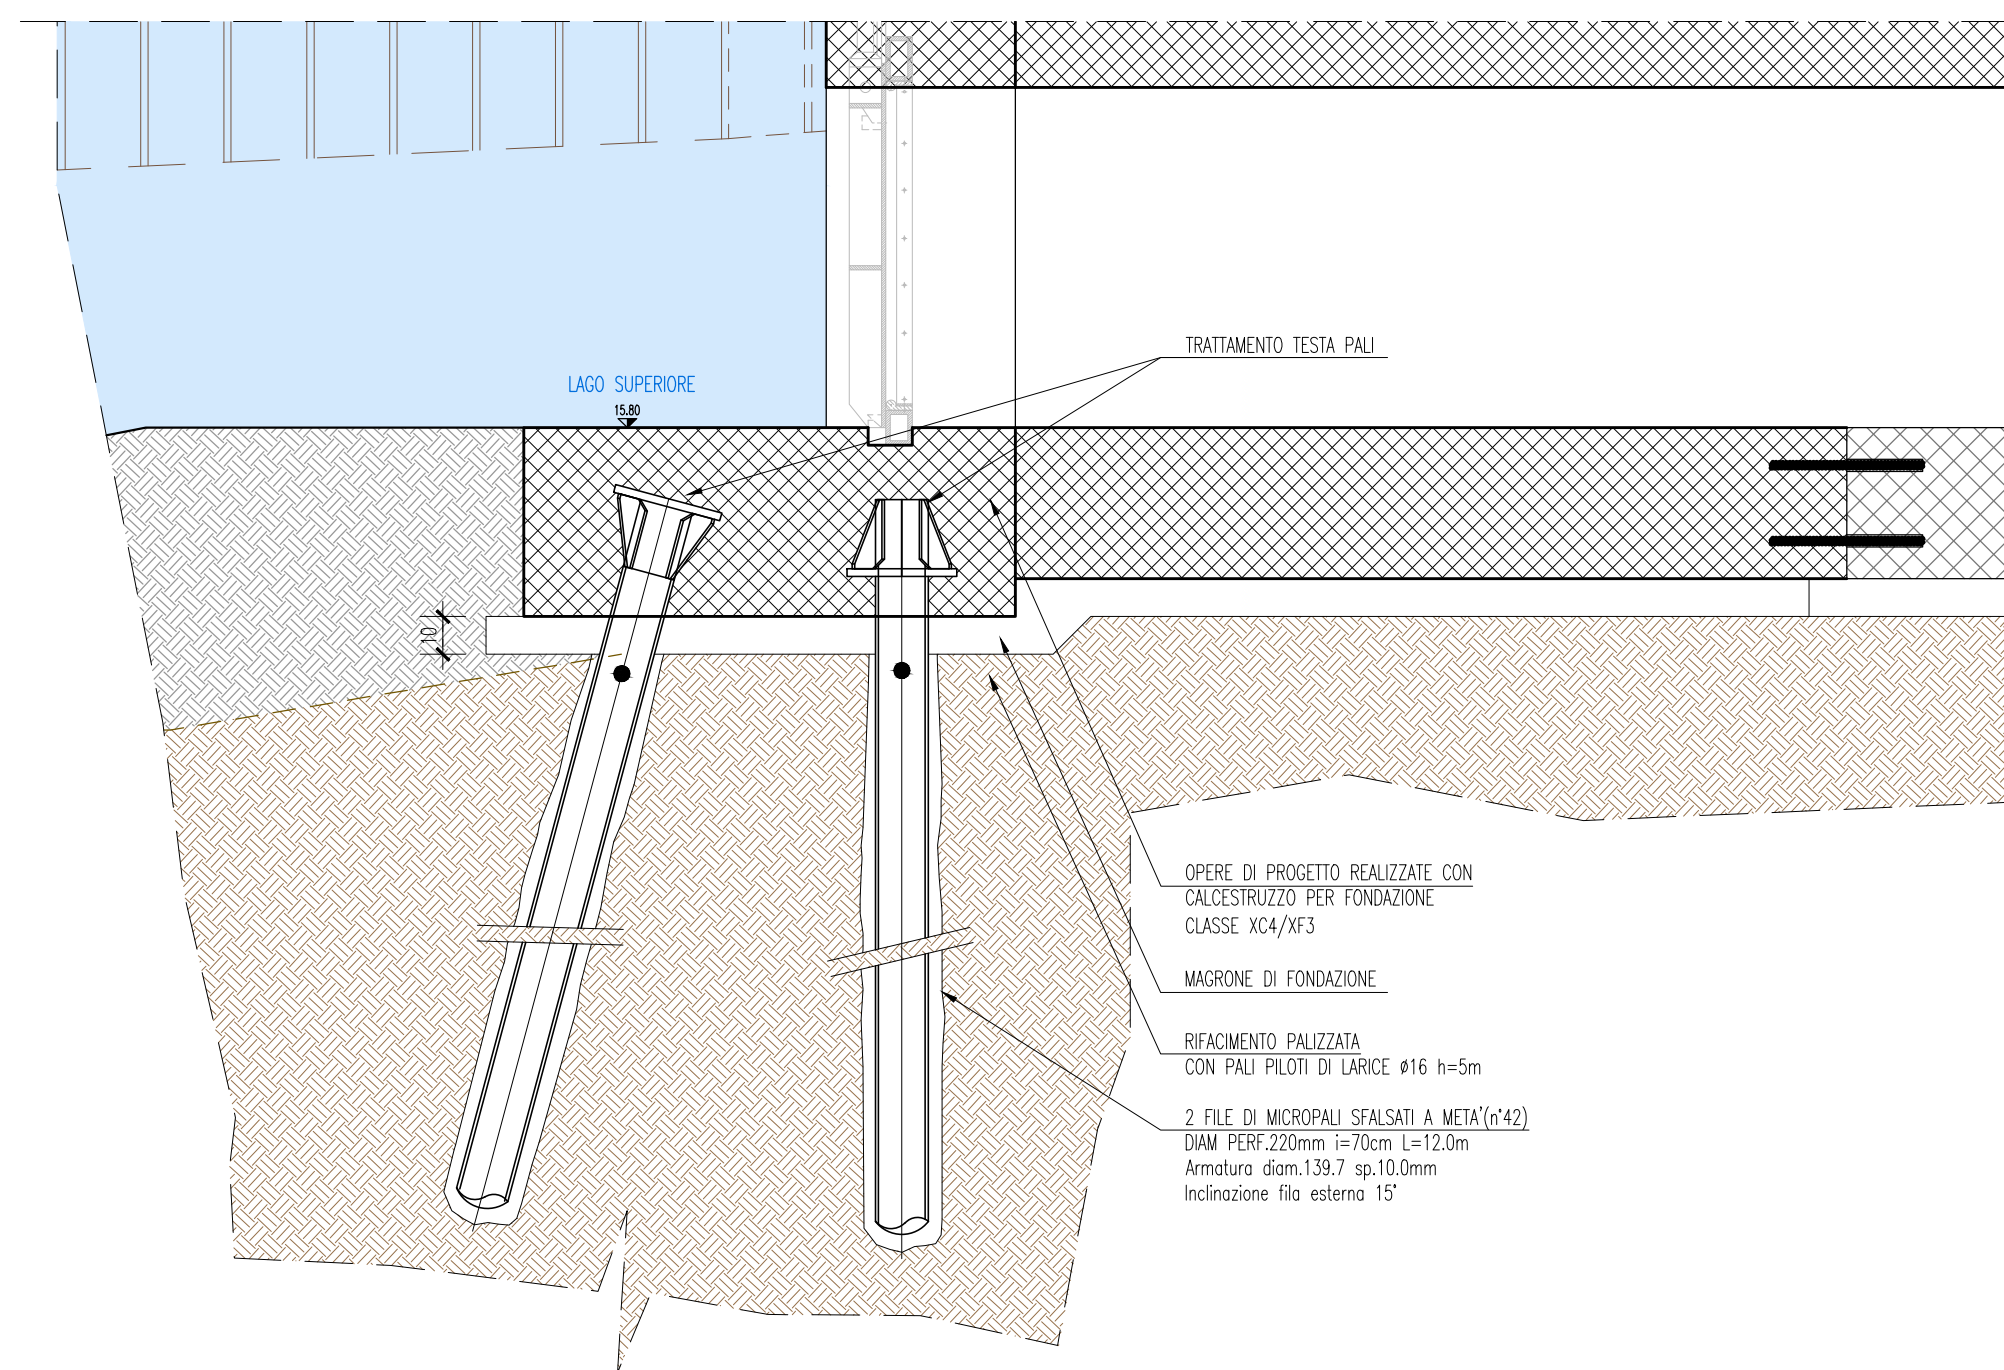 TRATTAMENTO TESTA PALI
LAGO SUPERIORE
15.80
10
OPERE DI PROGETTO REALIZZATE CON
CALCESTRUZZO PER FONDAZIONE
CLASSE XC4/XF3
MAGRONE DI FONDAZIONE
RIFACIMENTO PALIZZATA
CON PALI PILOTI DI LARICE ø16 h=5m
2 FILE DI MICROPALI SFALSATI A META'(n°42)
DIAM PERF.220mm i=70cm L=12.0m
Armatura diam.139.7 sp.10.0mm
Inclinazione fila esterna 15°